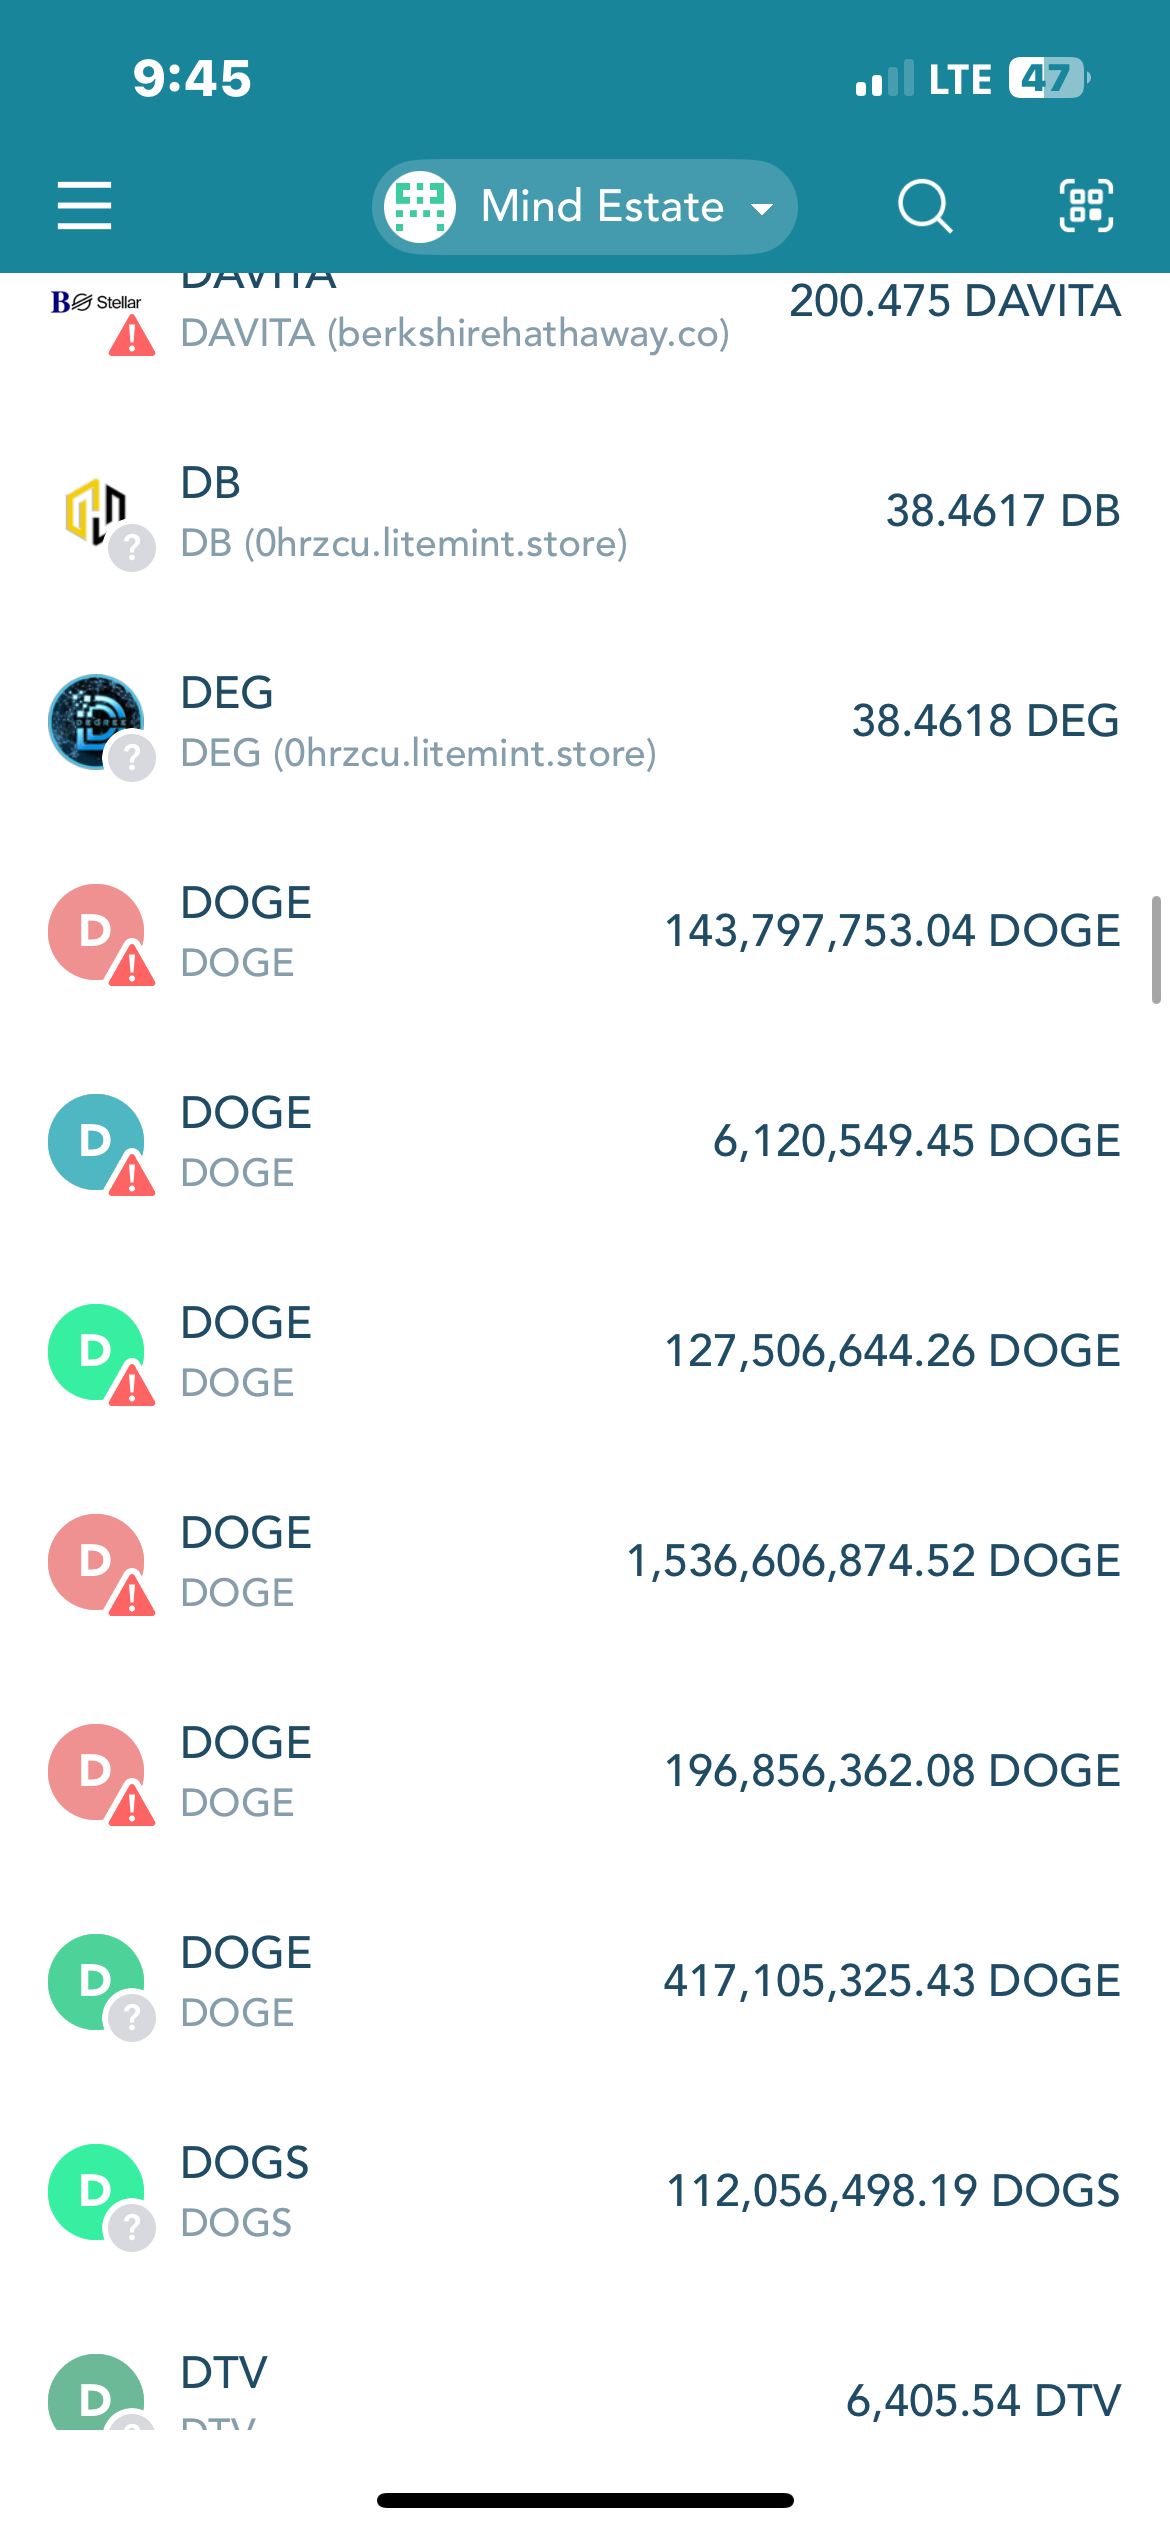 9:45
LTE 47
Mind Estate
DAVITA
B Stellar
DAVITA (berkshirehathaway.co)
200.475 DAVITA
DB
DB (0hrzcu.litemint.store)
38.4617 DB
?
DEG
DEG (0hrzcu.litemint.store)
38.4618 DEG
DEGREE
?
D
DOGE
DOGE
143,797,753.04 DOGE
D
DOGE
DOGE
6,120,549.45 DOGE
D
DOGE
DOGE
127,506,644.26 DOGE
D
DOGE
DOGE
1,536,606,874.52 DOGE
D
DOGE
DOGE
196,856,362.08 DOGE
D
?
DOGE
DOGE
417,105,325.43 DOGE
D
?
DOGS
DOGS
112,056,498.19 DOGS
D
DTV
DTV
6,405.54 DTV